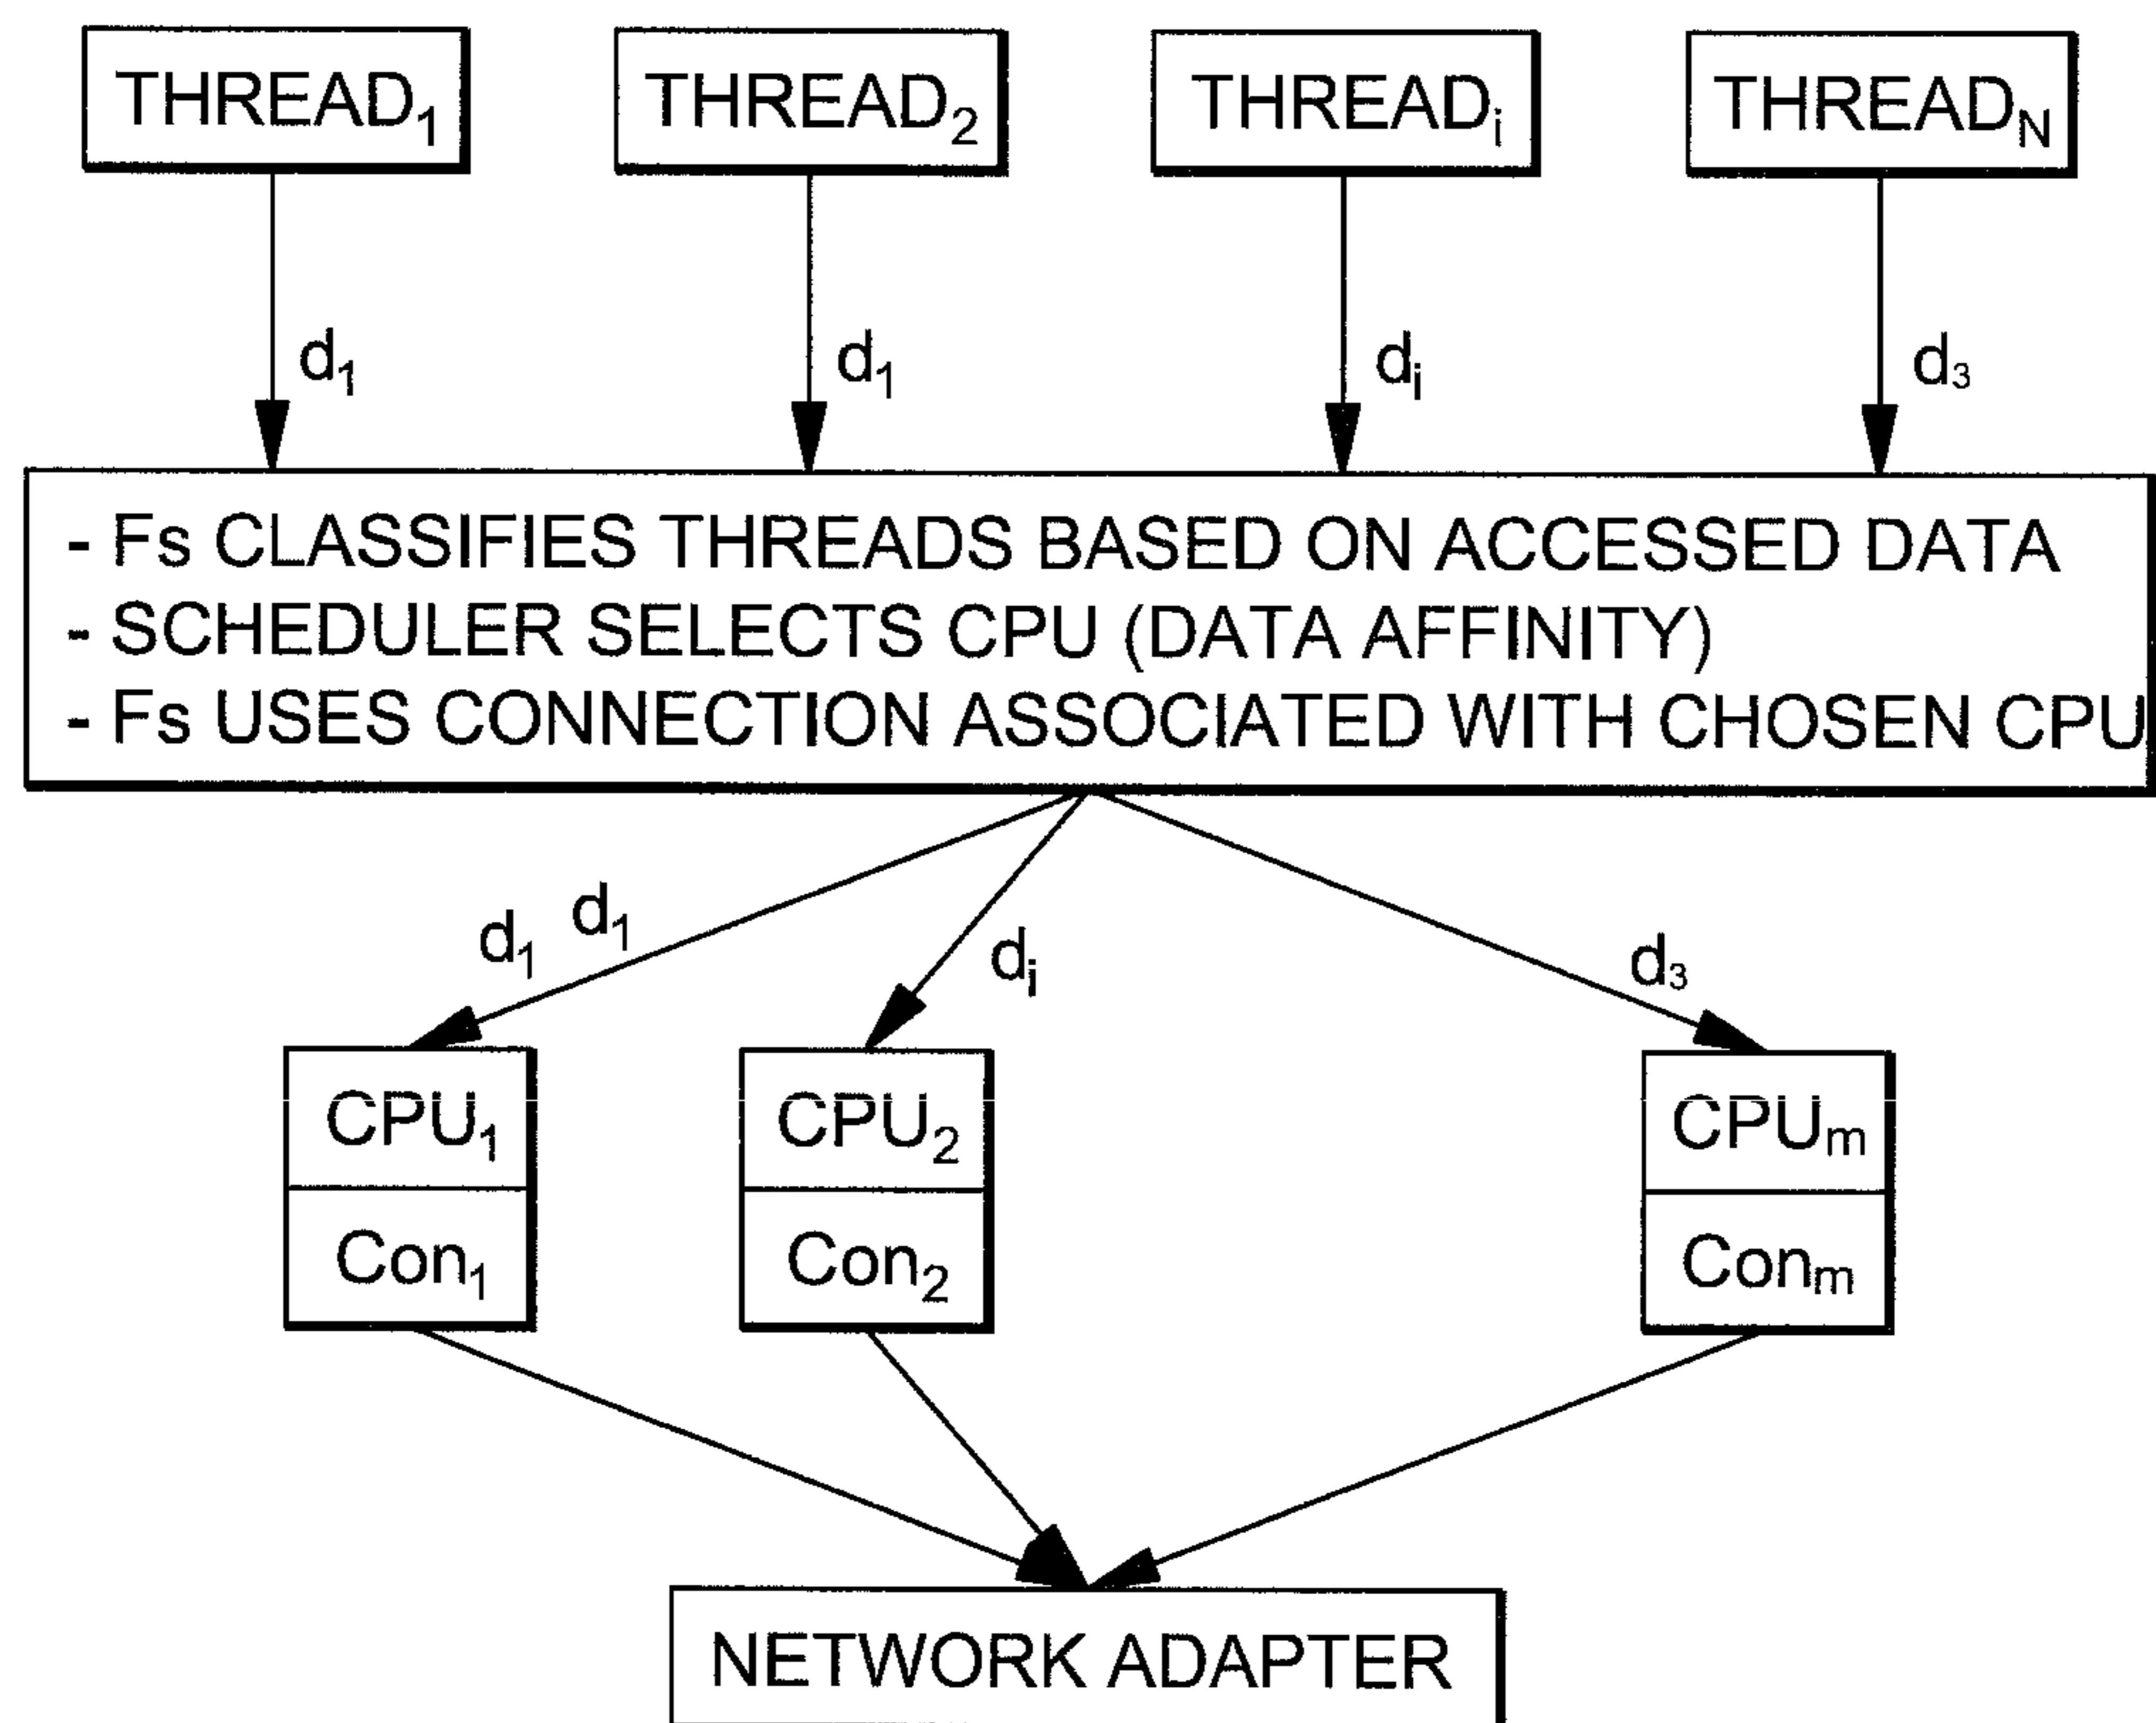 THREAD₁ THREAD₂ THREADᵢ THREAD_N
d₁ d₁ dᵢ d₃
- Fs CLASSIFIES THREADS BASED ON ACCESSED DATA
- SCHEDULER SELECTS CPU (DATA AFFINITY)
- Fs USES CONNECTION ASSOCIATED WITH CHOSEN CPU
d₁ d₁ dᵢ d₃
CPU₁ CPU₂ CPUₘ
Con₁ Con₂ Conₘ
NETWORK ADAPTER